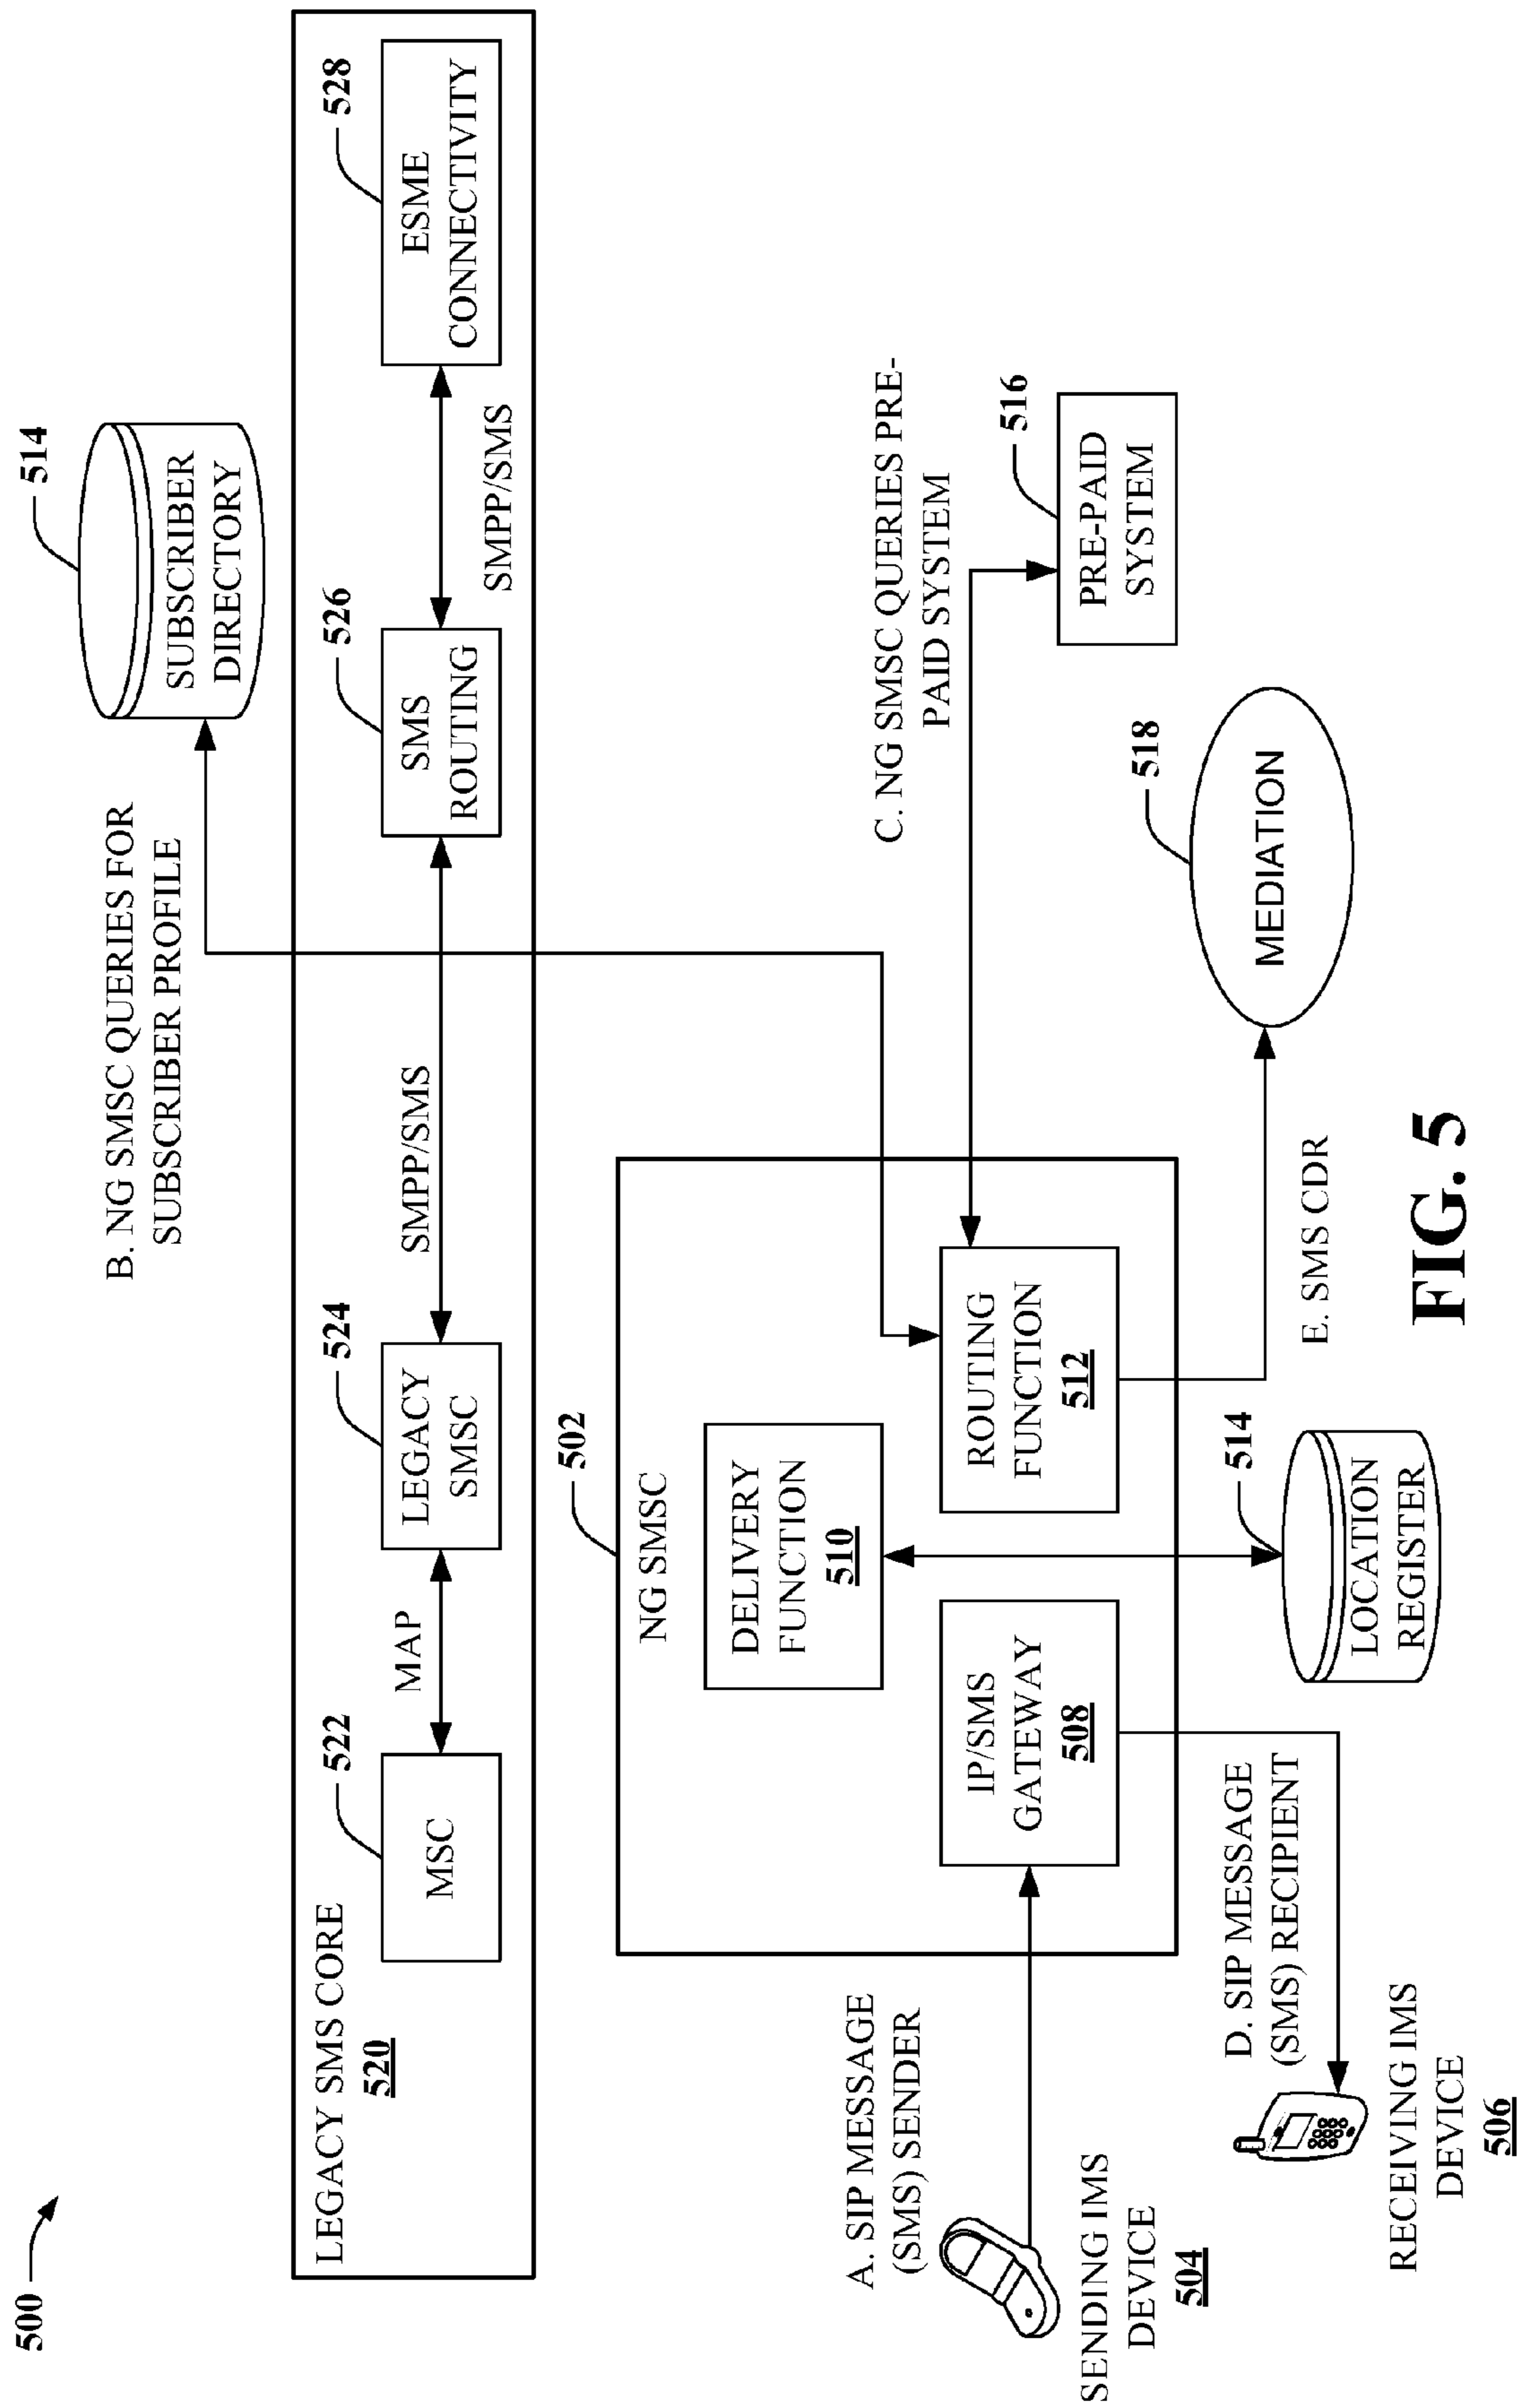 500
514
SUBSCRIBER
DIRECTORY
B. NG SMSC QUERIES FOR
SUBSCRIBER PROFILE
LEGACY SMS CORE
520
522
MSC
MAP
524
LEGACY
SMSC
SMPP/SMS
526
SMS
ROUTING
SMPP/SMS
528
ESME
CONNECTIVITY
502
NG SMSC
DELIVERY
FUNCTION
510
IP/SMS
GATEWAY
508
ROUTING
FUNCTION
512
C. NG SMSC QUERIES PRE-
PAID SYSTEM
516
PRE-PAID
SYSTEM
518
MEDIATION
E. SMS CDR
514
LOCATION
REGISTER
A. SIP MESSAGE
(SMS) SENDER
SENDING IMS
DEVICE
504
D. SIP MESSAGE
(SMS) RECIPIENT
RECEIVING IMS
DEVICE
506
FIG. 5